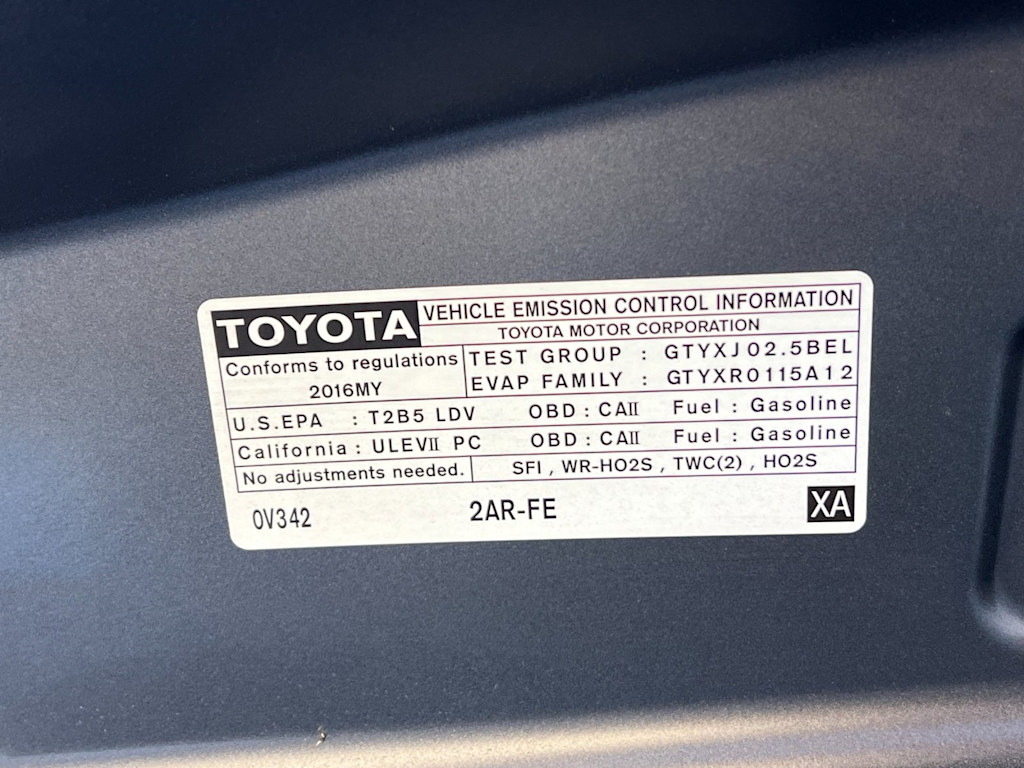 TOYOTA VEHICLE EMISSION CONTROL INFORMATION
TOYOTA MOTOR CORPORATION
Conforms to regulations
2016MY
TEST GROUP : GTYXJ02.5BEL
EVAP FAMILY : GTYXR0115A12
U.S.EPA : T2B5 LDV OBD : CAII Fuel : Gasoline
California : ULEVII PC OBD : CAII Fuel : Gasoline
No adjustments needed. SFI , WR-HO2S , TWC(2) , HO2S
0V342 2AR-FE XA